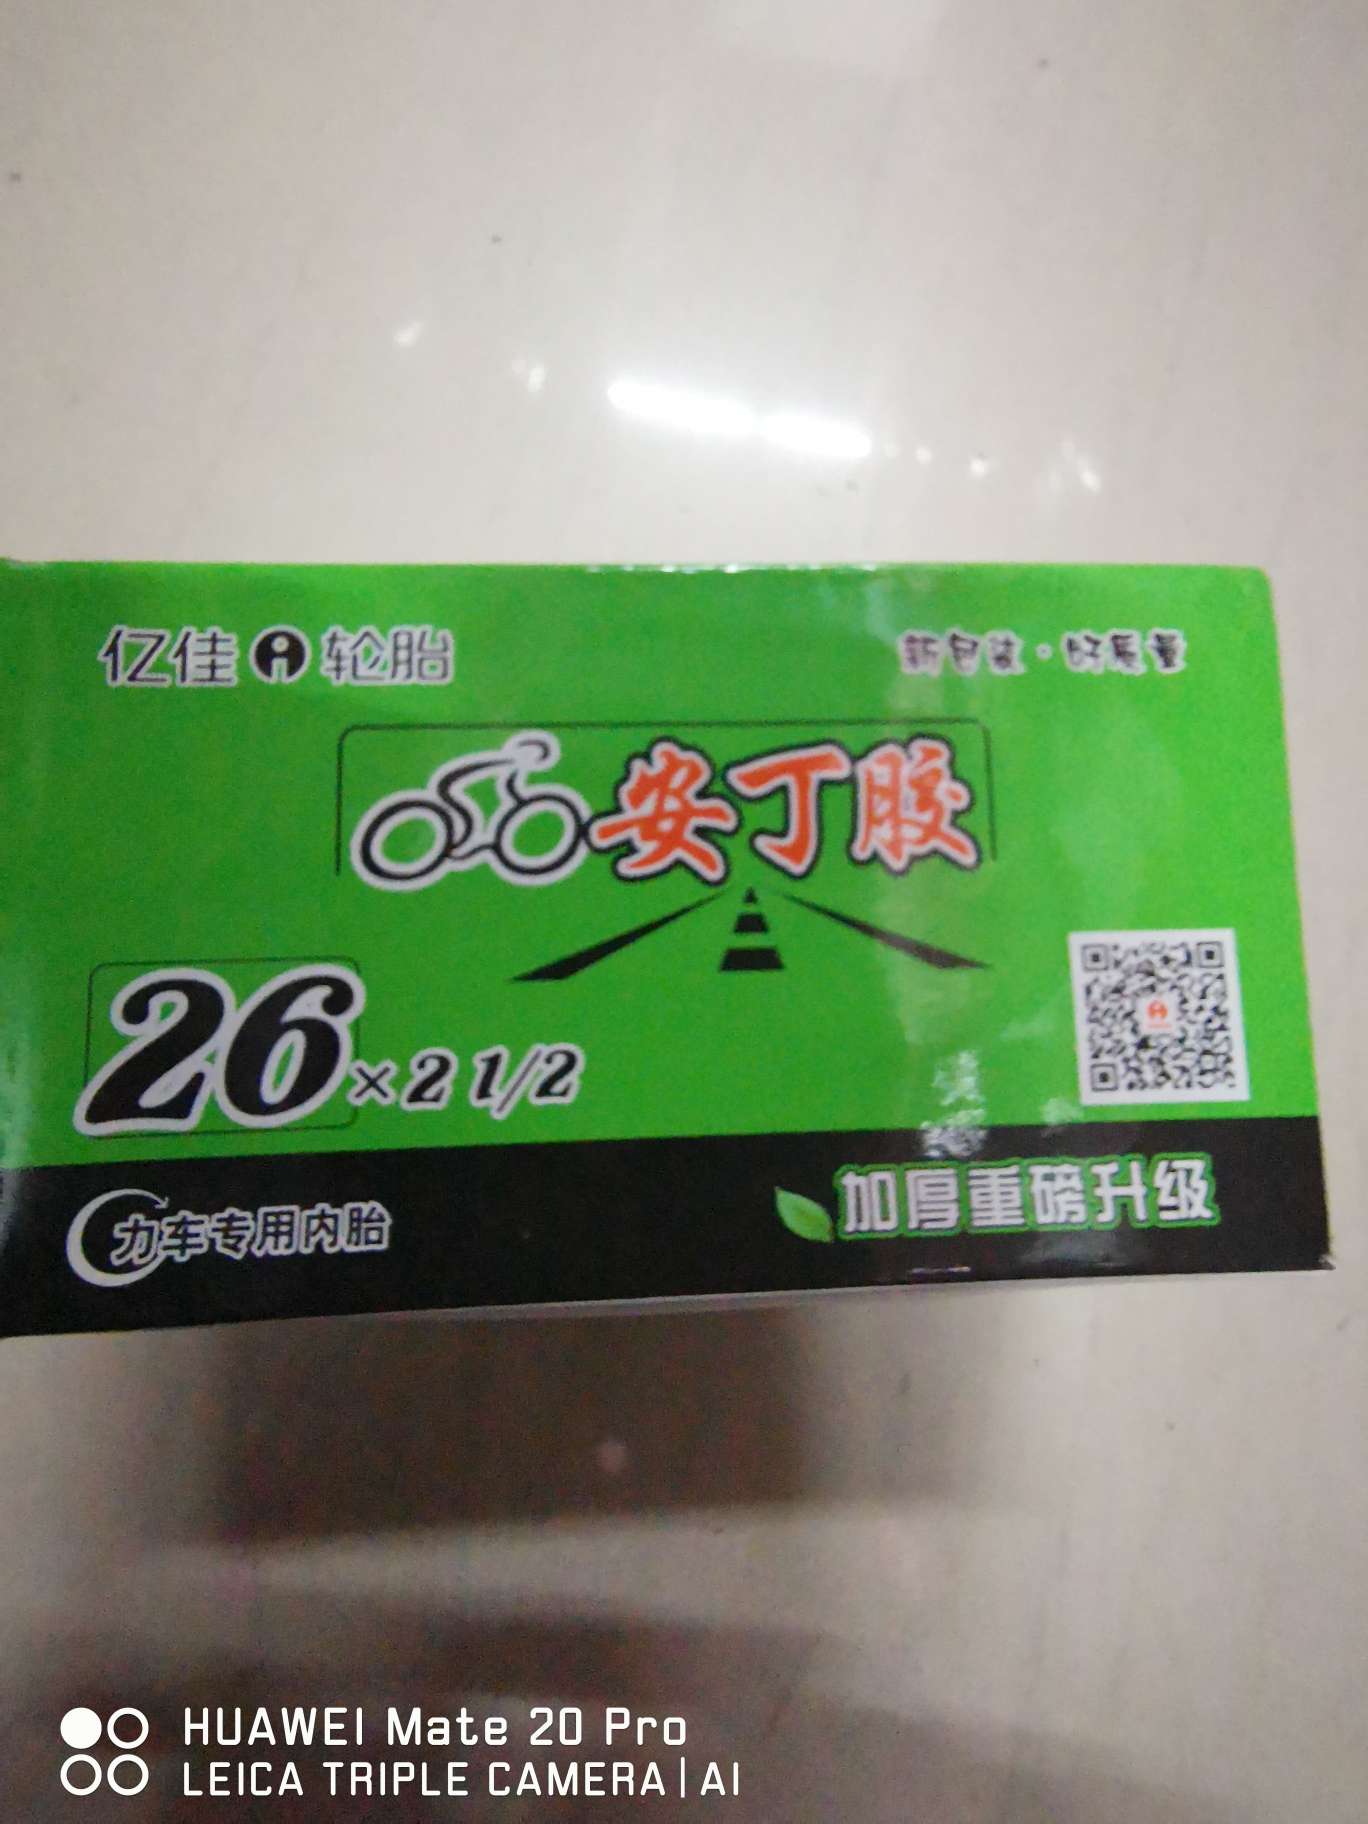 亿佳 轮胎
新包装·好质量
安丁胶
26×2 1/2
力车专用内胎
加厚重磅升级
HUAWEI Mate 20 Pro
LEICA TRIPLE CAMERA | AI